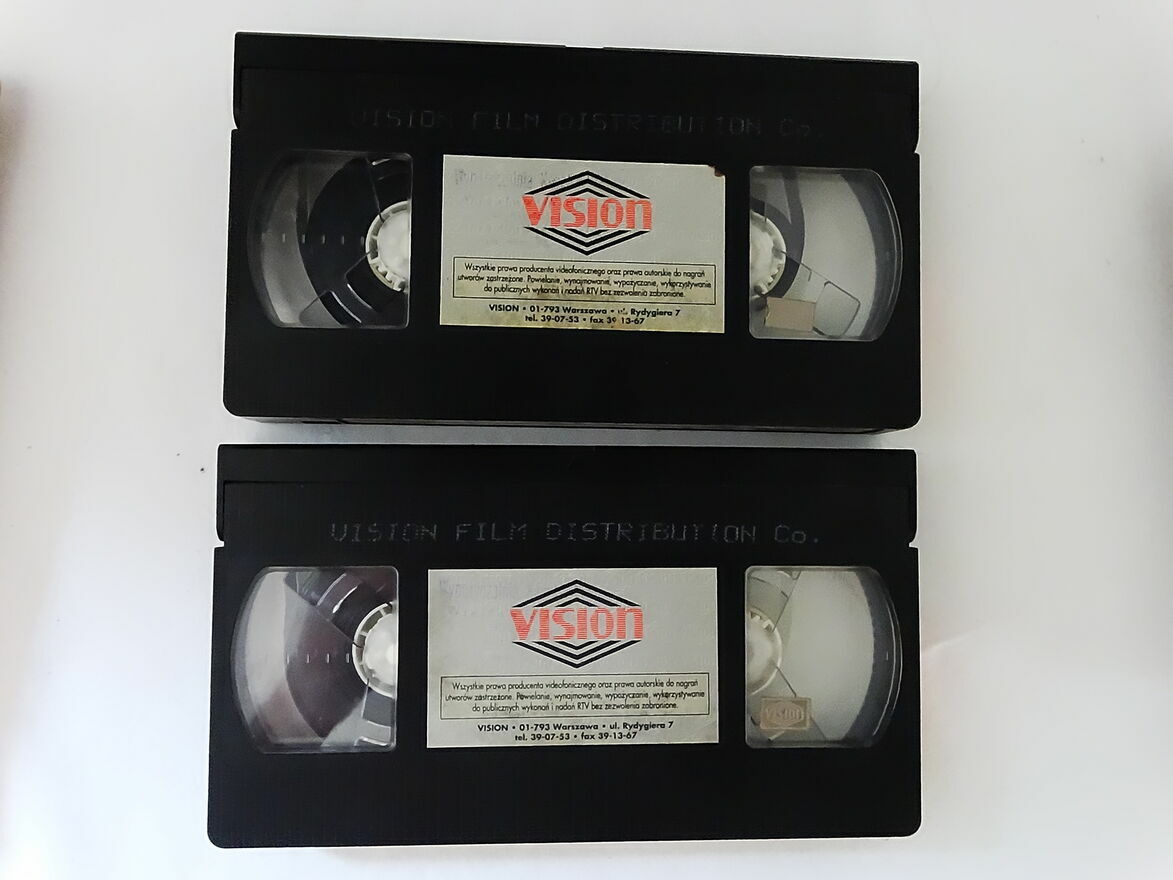 VISION FILM DISTRIBUTION Co.
VISION
Wszystkie prawa producenta videofonicznego oraz prawa autorskie do nagrań
utworów zastrzeżone. Powielanie, wynajmowanie, wypożyczanie, wykorzystywanie
do publicznych wykonań i nadań RTV bez zezwolenia zabronione.
VISION • 01-793 Warszawa • ul. Rydygiera 7
tel. 39-07-53 • fax 39-13-67
VISION FILM DISTRIBUTION Co.
VISION
Wszystkie prawa producenta videofonicznego oraz prawa autorskie do nagrań
utworów zastrzeżone. Powielanie, wynajmowanie, wypożyczanie, wykorzystywanie
do publicznych wykonań i nadań RTV bez zezwolenia zabronione.
VISION • 01-793 Warszawa • ul. Rydygiera 7
tel. 39-07-53 • fax 39-13-67
VISION